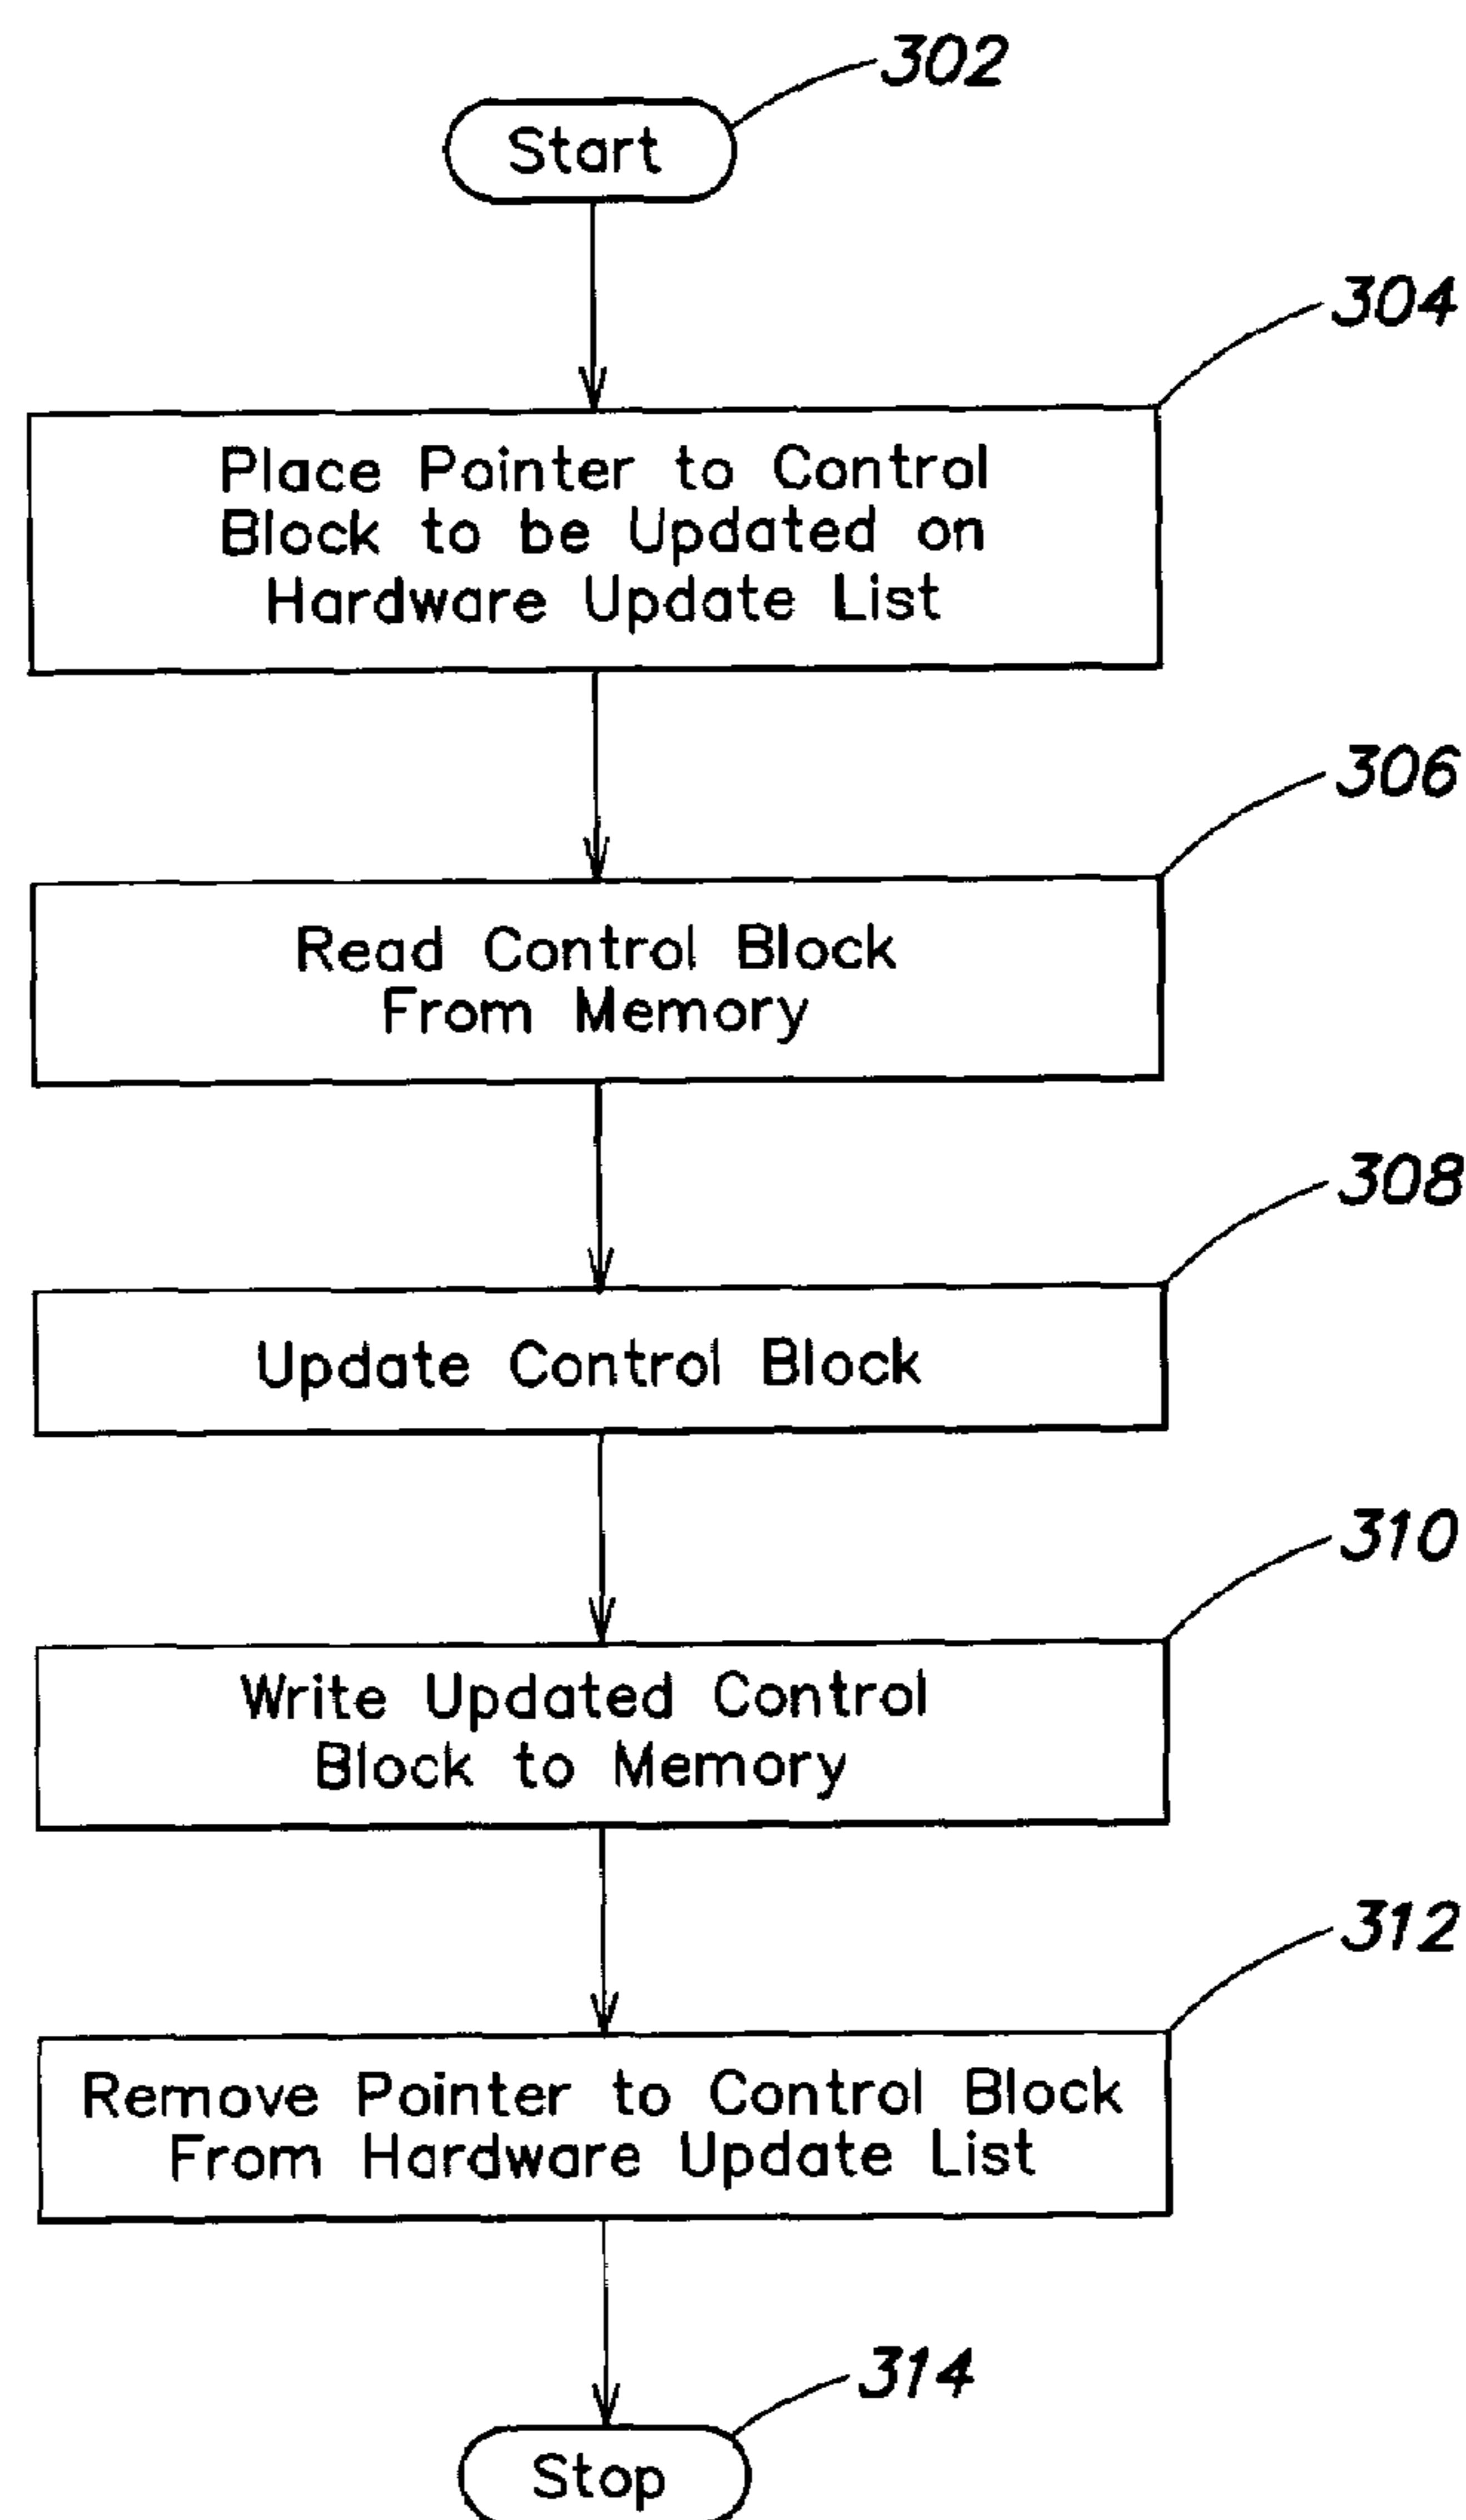 302
Start
304
Place Pointer to Control
Block to be Updated on
Hardware Update List
306
Read Control Block
From Memory
308
Update Control Block
310
Write Updated Control
Block to Memory
312
Remove Pointer to Control Block
From Hardware Update List
314
Stop